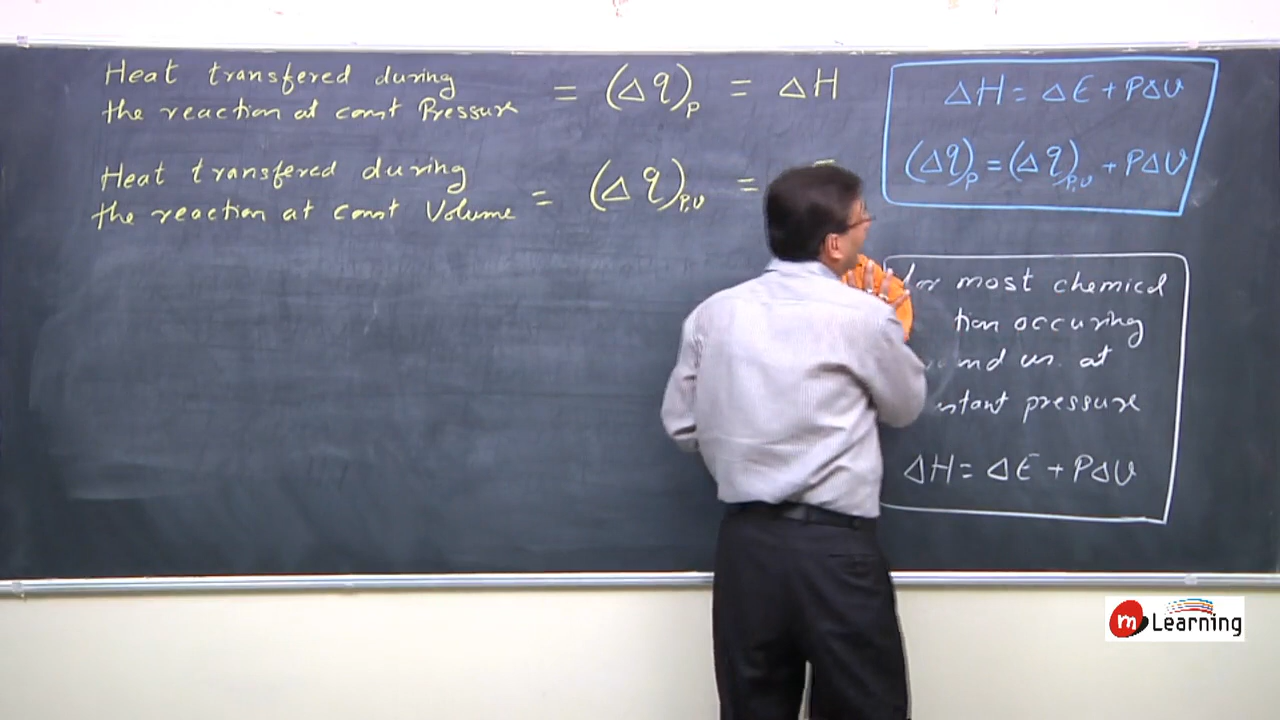 Heat transfered during
the reaction at const Pressure = (Δq)P = ΔH
Heat transfered during
the reaction at const Volume = (Δq)P,V =
ΔH = ΔE + PΔV
(Δq)P = (Δq)P,V + PΔV
most chemical
occuring
us at
pressure
ΔH = ΔE + PΔV
m Learning